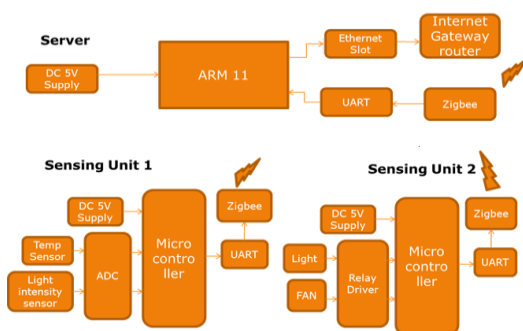 Server
DC 5V
Supply
ARM 11
Ethernet
Slot
Internet
Gateway
router
UART
Zigbee
Sensing Unit 1
DC 5V
Supply
Temp
Sensor
Light
intensity
sensor
ADC
Micro
contro
ller
UART
Zigbee
Sensing Unit 2
DC 5V
Supply
Light
FAN
Relay
Driver
Micro
contro
ller
UART
Zigbee